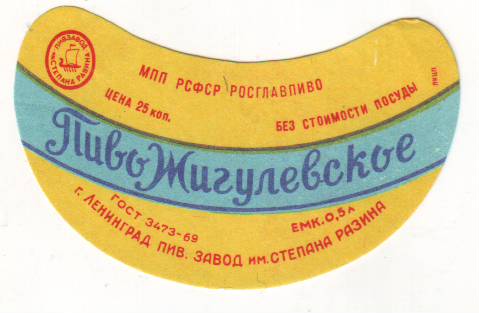 ПИВЗАВОД
им. СТЕПАНА РАЗИНА
МПП РСФСР РОСГЛАВПИВО
ЦЕНА 25 коп.
БЕЗ СТОИМОСТИ ПОСУДЫ
Пиво Жигулевское
ГОСТ 3473-69
ЕМК. 0,5 л
г. ЛЕНИНГРАД ПИВ. ЗАВОД им. СТЕПАНА РАЗИНА